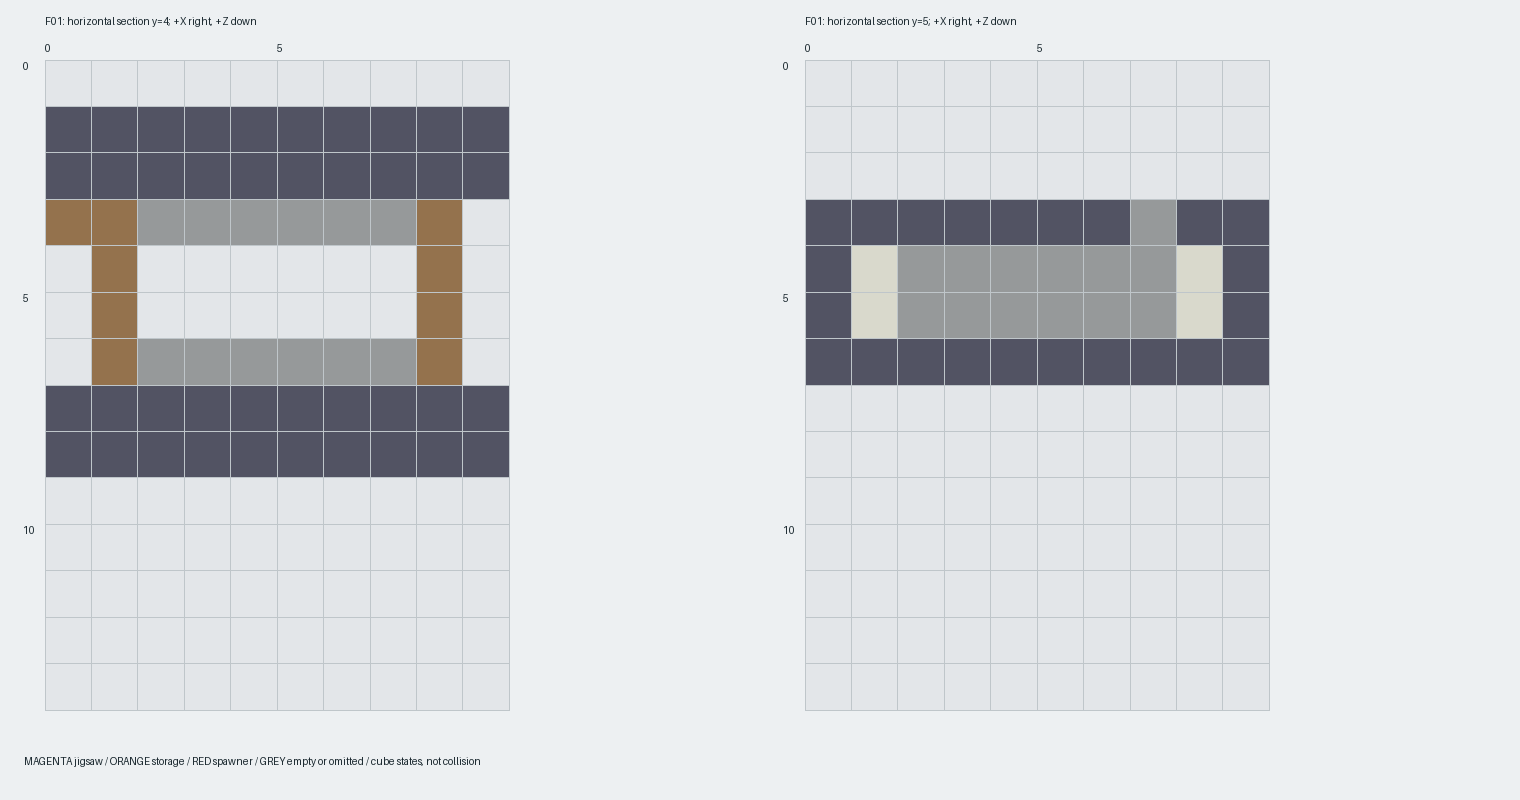 F01: horizontal section y=4; +X right, +Z down
F01: horizontal section y=5; +X right, +Z down
0 5
0 5
0
5
10
0
5
10
MAGENTA jigsaw / ORANGE storage / RED spawner / GREY empty or omitted / cube states, not collision